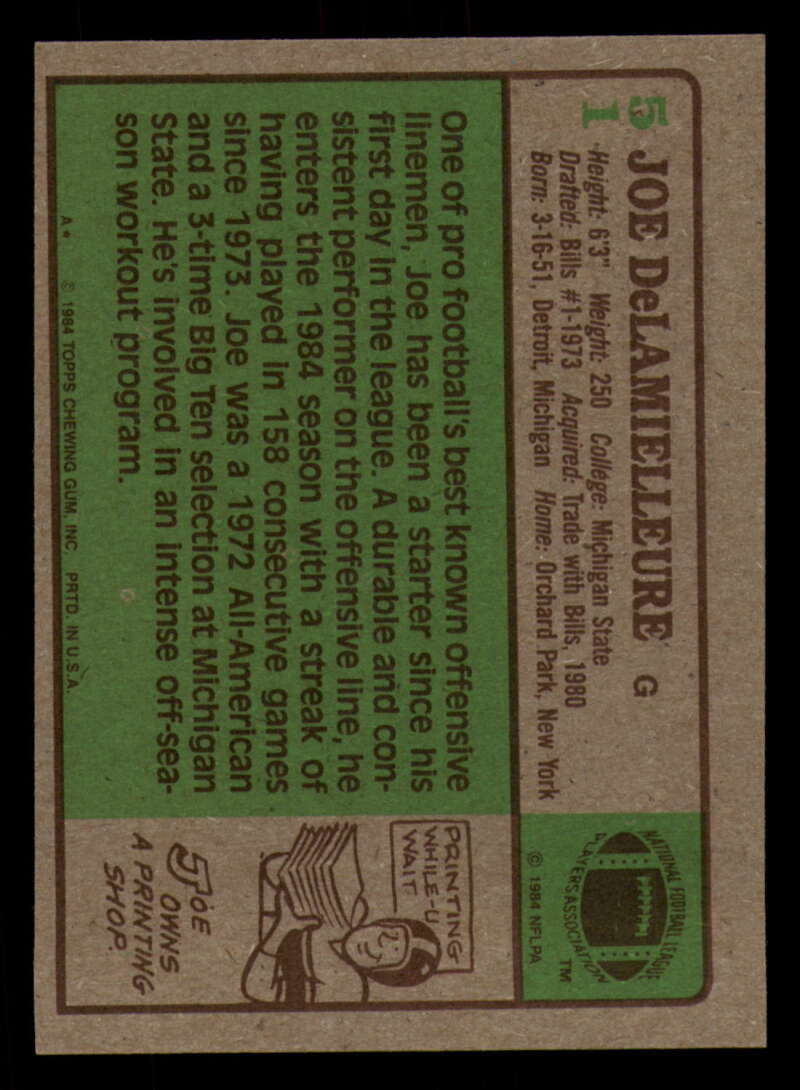 51
JOE DeLAMIELLEURE G
Height: 6'3" Weight: 250 College: Michigan State
Drafted: Bills #1-1973 Acquired: Trade with Bills, 1980
Born: 3-16-51, Detroit, Michigan Home: Orchard Park, New York
NATIONAL FOOTBALL LEAGUE
PLAYERS ASSOCIATION
TM
© 1984 NFLPA
One of pro football's best known offensive
linemen, Joe has been a starter since his
first day in the league. A durable and con-
sistent performer on the offensive line, he
enters the 1984 season with a streak of
having played in 158 consecutive games
since 1973. Joe was a 1972 All-American
and a 3-time Big Ten selection at Michigan
State. He's involved in an intense off-sea-
son workout program.
A* © 1984 TOPPS CHEWING GUM, INC. PRTD. IN U.S.A.
PRINTING
WHILE-U
WAIT
JOE
OWNS
A PRINTING
SHOP.